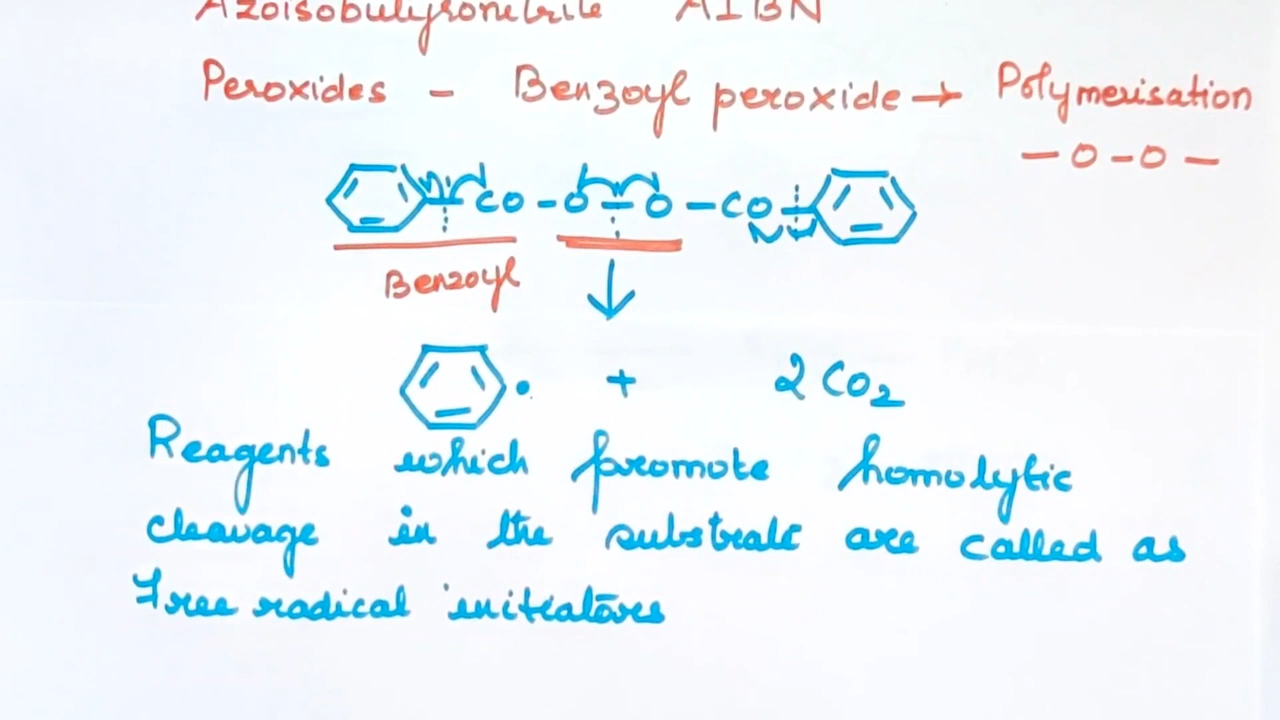 Azoisobutyronitrile AIBN
Peroxides - Benzoyl peroxide → Polymerisation
-O-O-
CO-O-O-CO
Benzoyl
+ 2CO₂
Reagents which promote homolytic
cleavage in the substrate are called as
Free radical initiators